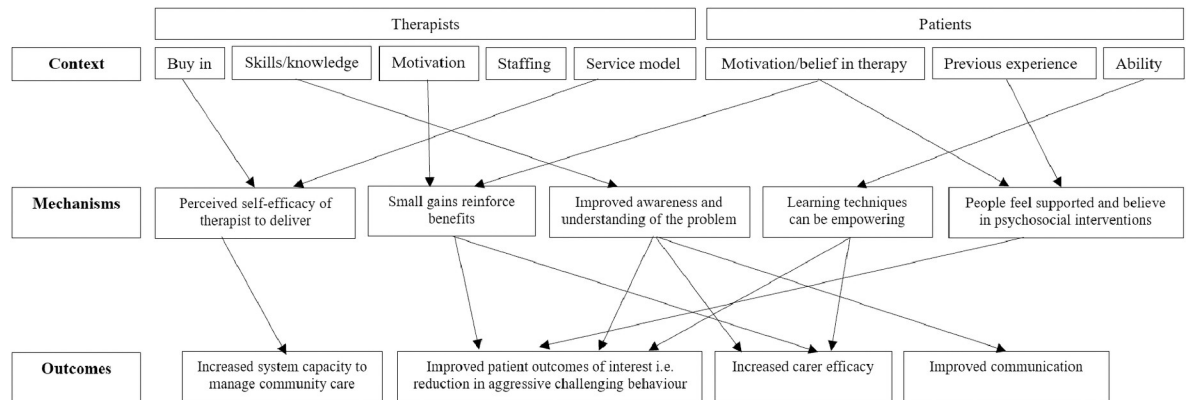 Therapists
Patients
Context
Buy in
Skills/knowledge
Motivation
Staffing
Service model
Motivation/belief in therapy
Previous experience
Ability
Mechanisms
Perceived self-efficacy of
therapist to deliver
Small gains reinforce
benefits
Improved awareness and
understanding of the problem
Learning techniques
can be empowering
People feel supported and believe
in psychosocial interventions
Outcomes
Increased system capacity to
manage community care
Improved patient outcomes of interest i.e.
reduction in aggressive challenging behaviour
Increased carer efficacy
Improved communication